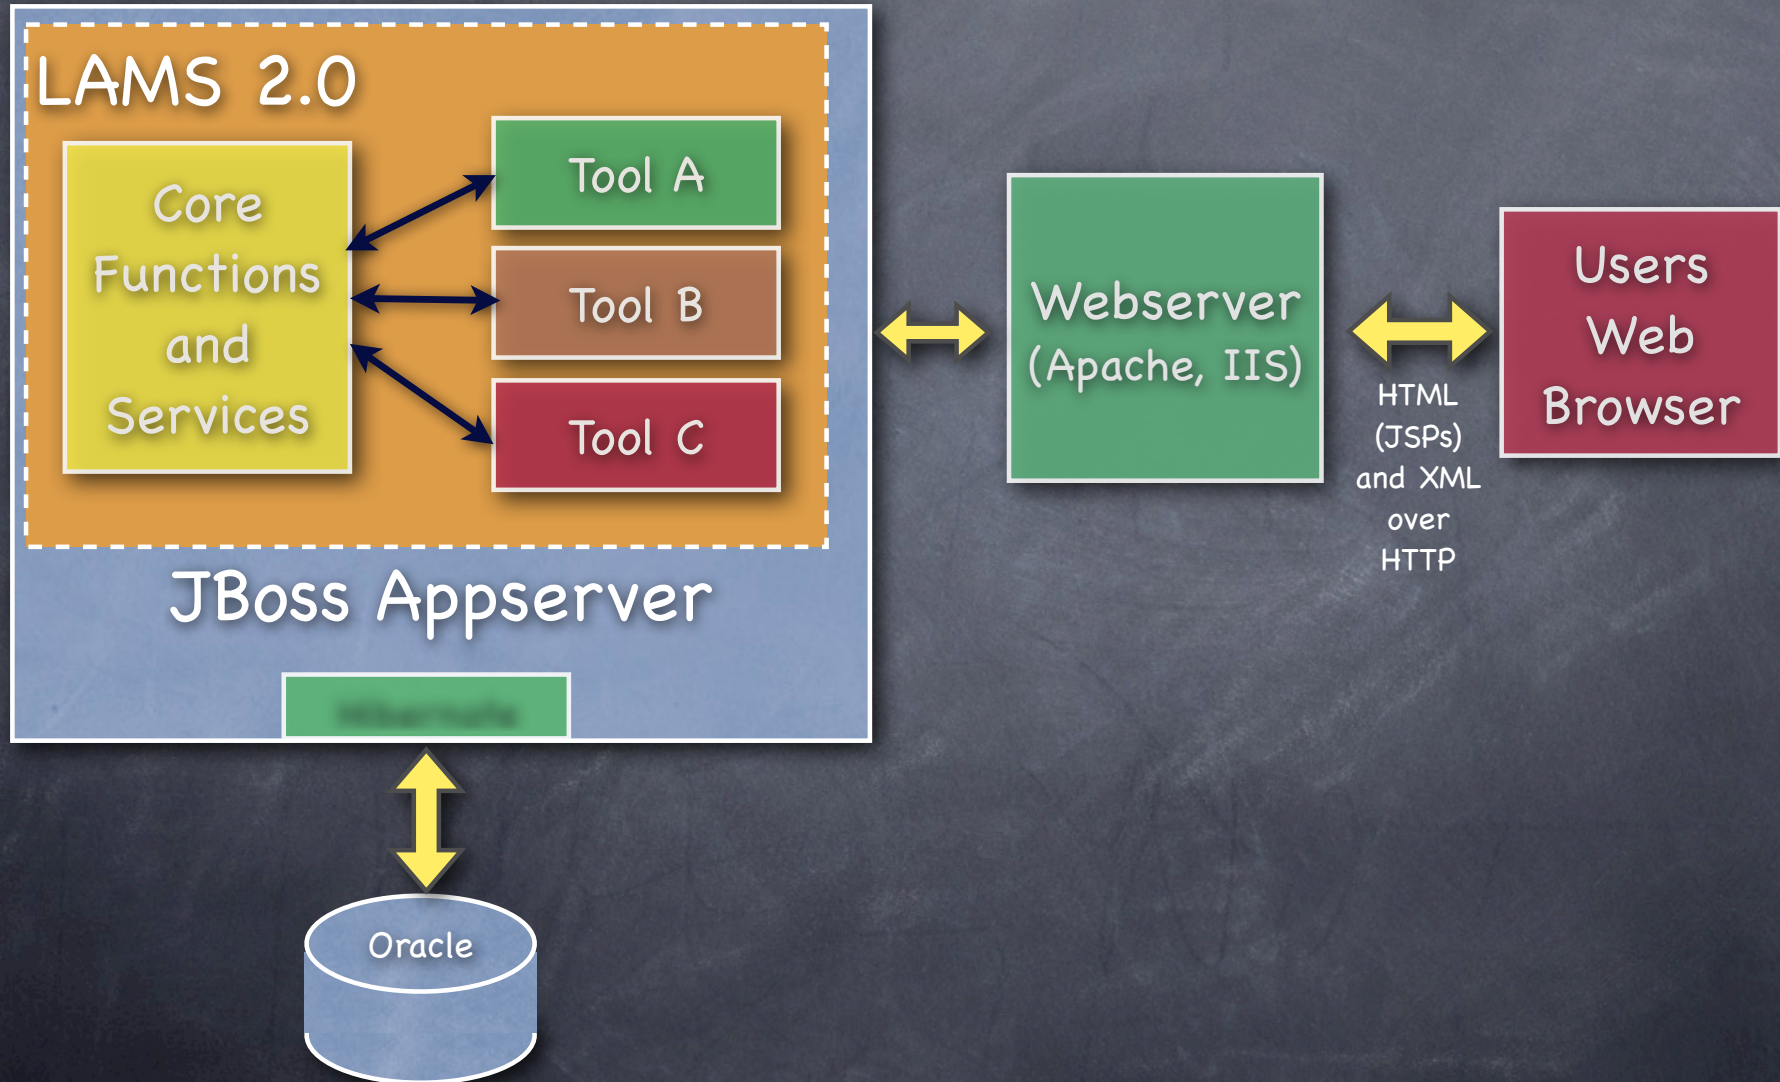 LAMS 2.0
Core
Functions
and
Services
Tool A
Tool B
Tool C
JBoss Appserver
Hibernate
Oracle
Webserver
(Apache, IIS)
HTML
(JSPs)
and XML
over
HTTP
Users
Web
Browser